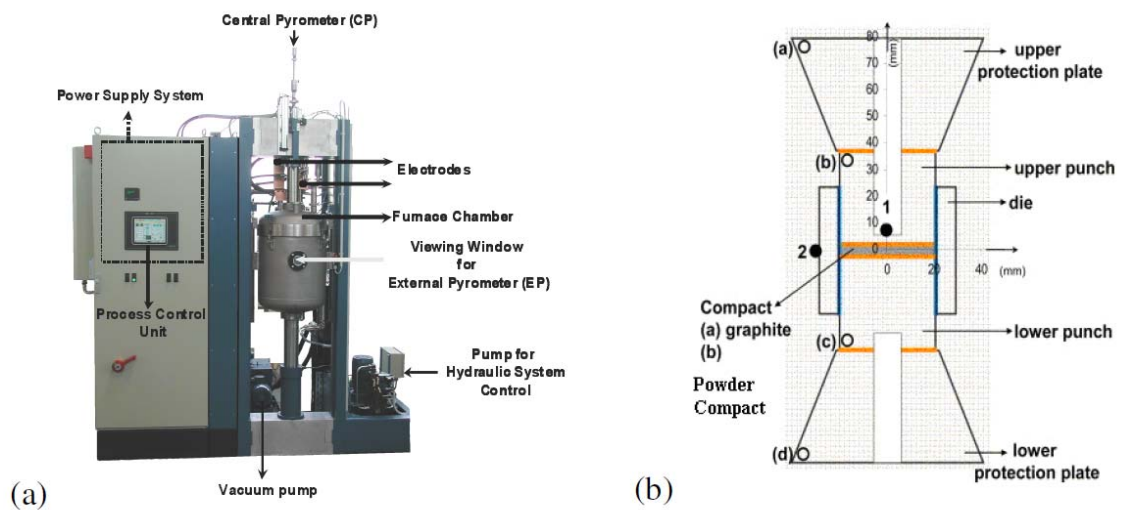 Central Pyrometer (CP)
Power Supply System
Electrodes
Furnace Chamber
Viewing Window
for
External Pyrometer (EP)
Process Control
Unit
Pump for
Hydraulic System
Control
Vacuum pump
(a)
(a)
80
70
60
50
40
30
20
10
0
(mm)
upper
protection plate
(b)
upper punch
1
die
2
0
20
40
(mm)
Compact
(a) graphite
(b)
lower punch
(c)
Powder
Compact
(d)
lower
protection plate
(b)